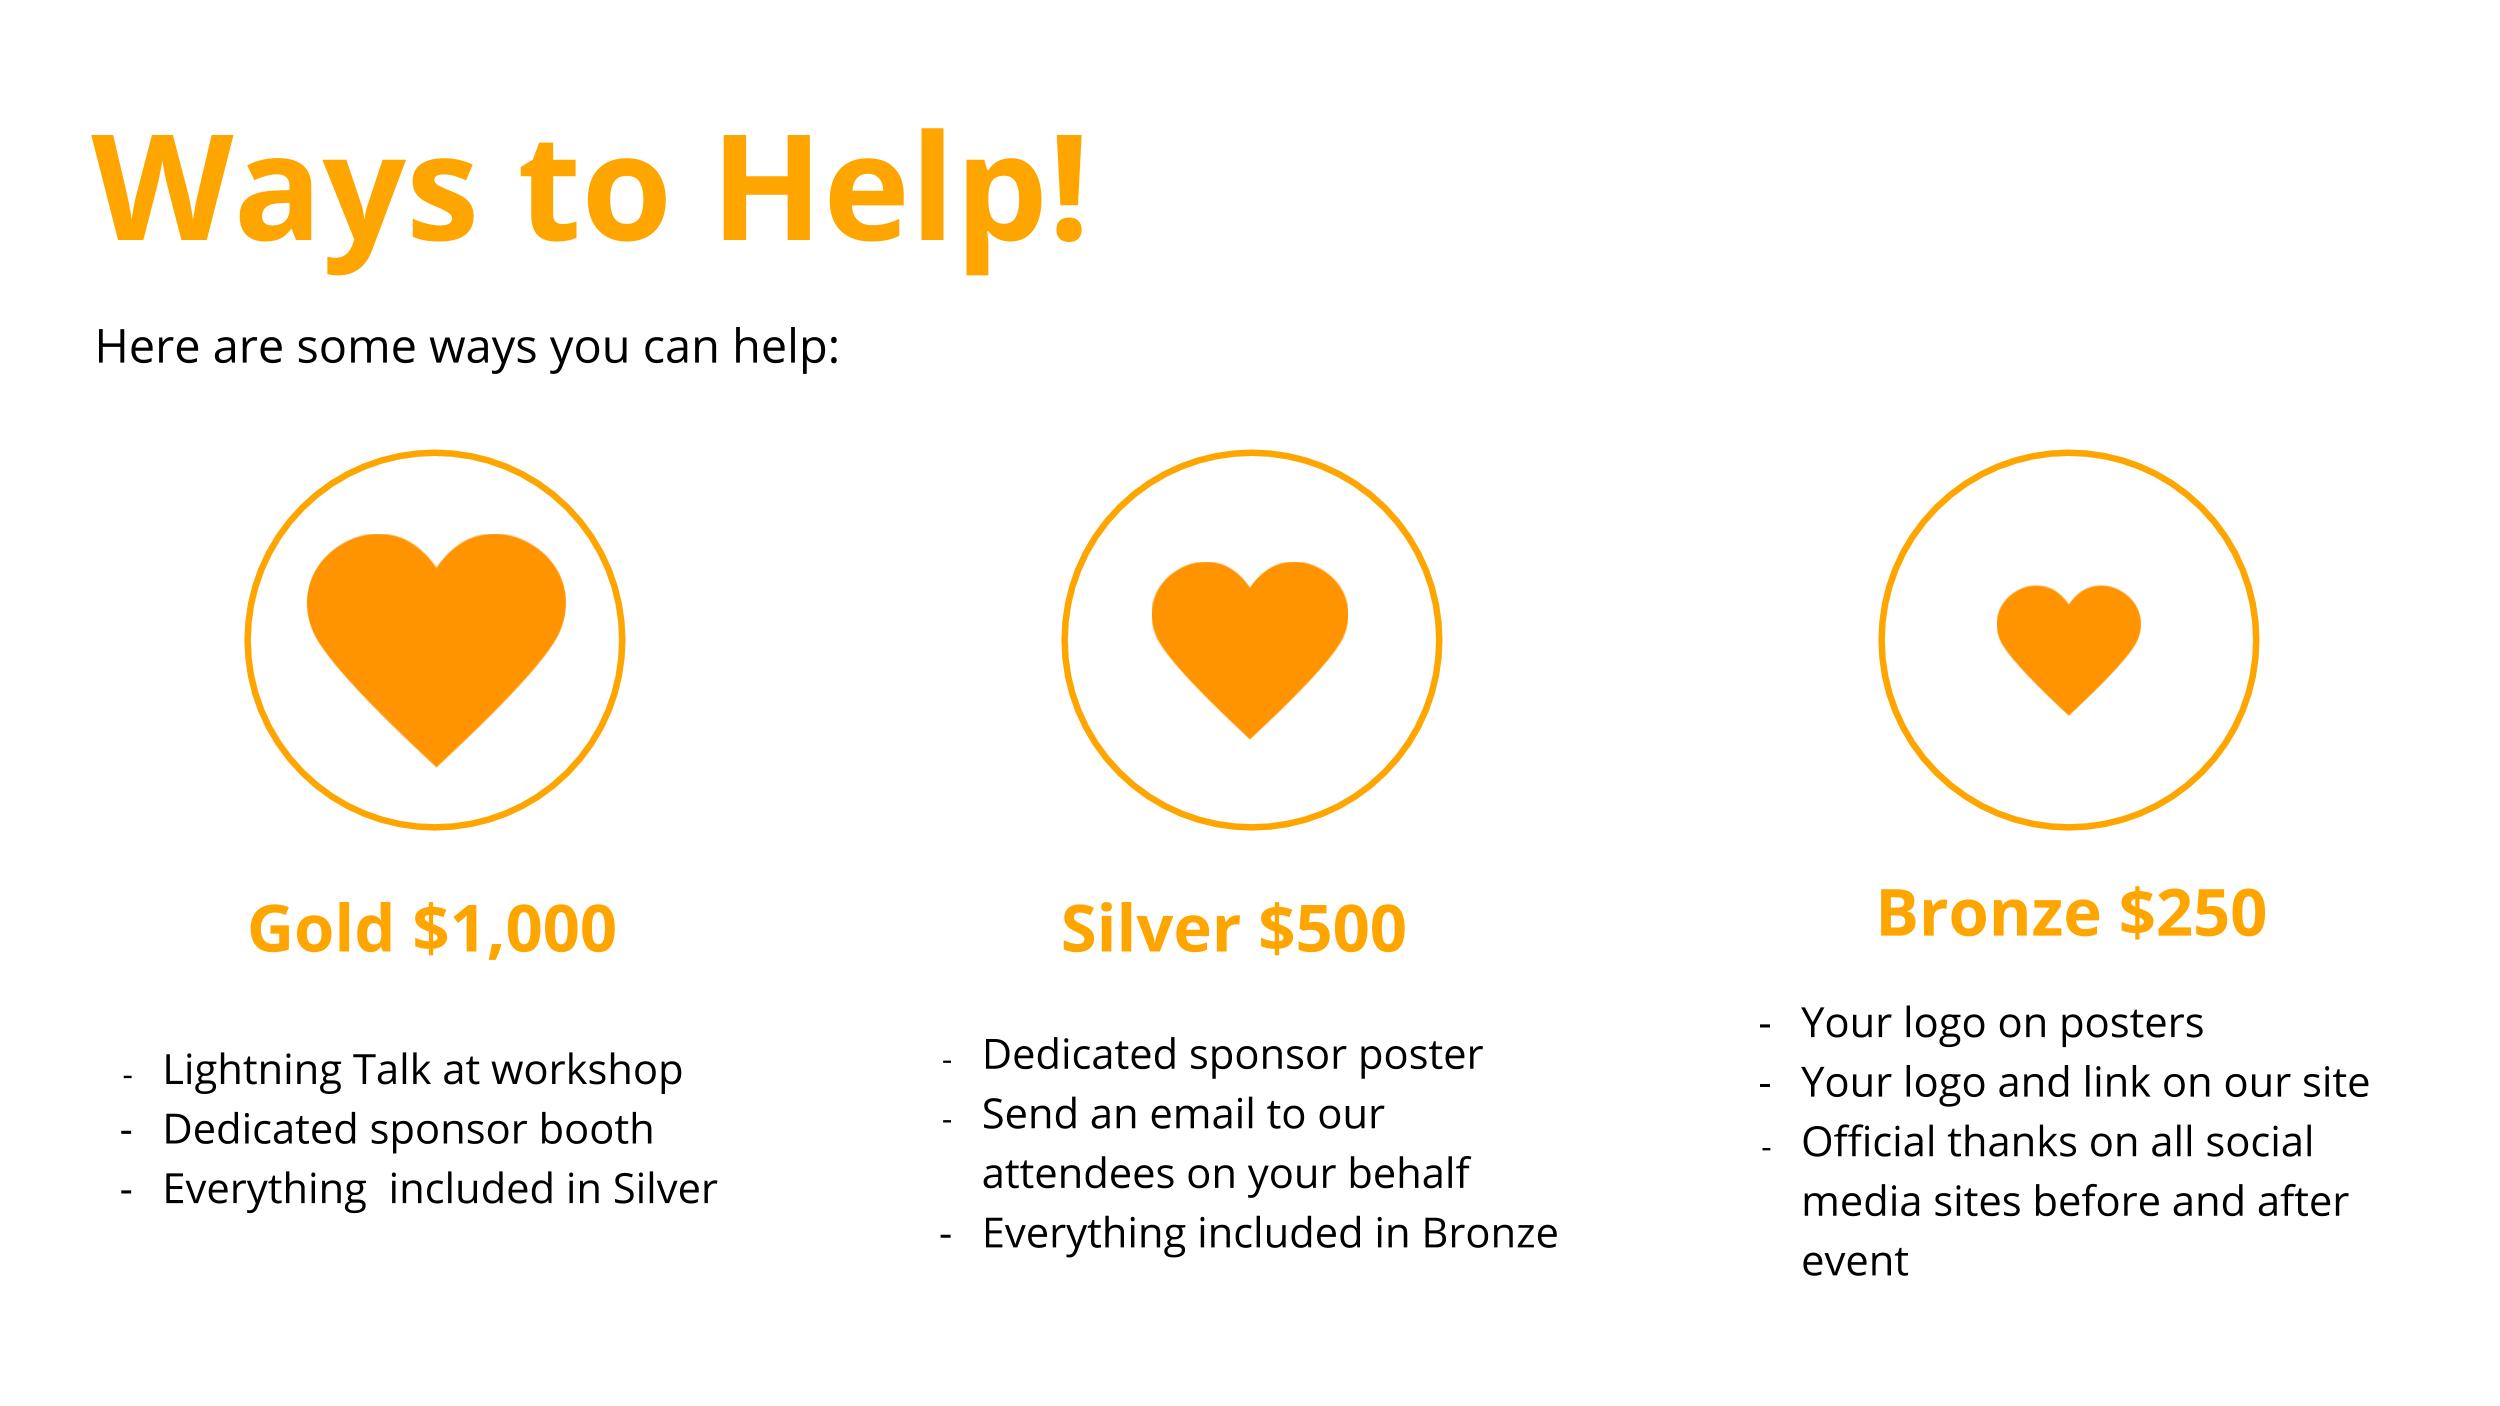 Ways to Help!
Here are some ways you can help:
Gold $1,000
- Lightning Talk at workshop
- Dedicated sponsor booth
- Everything included in Silver
Silver $500
- Dedicated sponsor poster
- Send an email to our
attendees on your behalf
- Everything included in Bronze
Bronze $250
- Your logo on posters
- Your logo and link on our site
- Official thanks on all social
media sites before and after
event